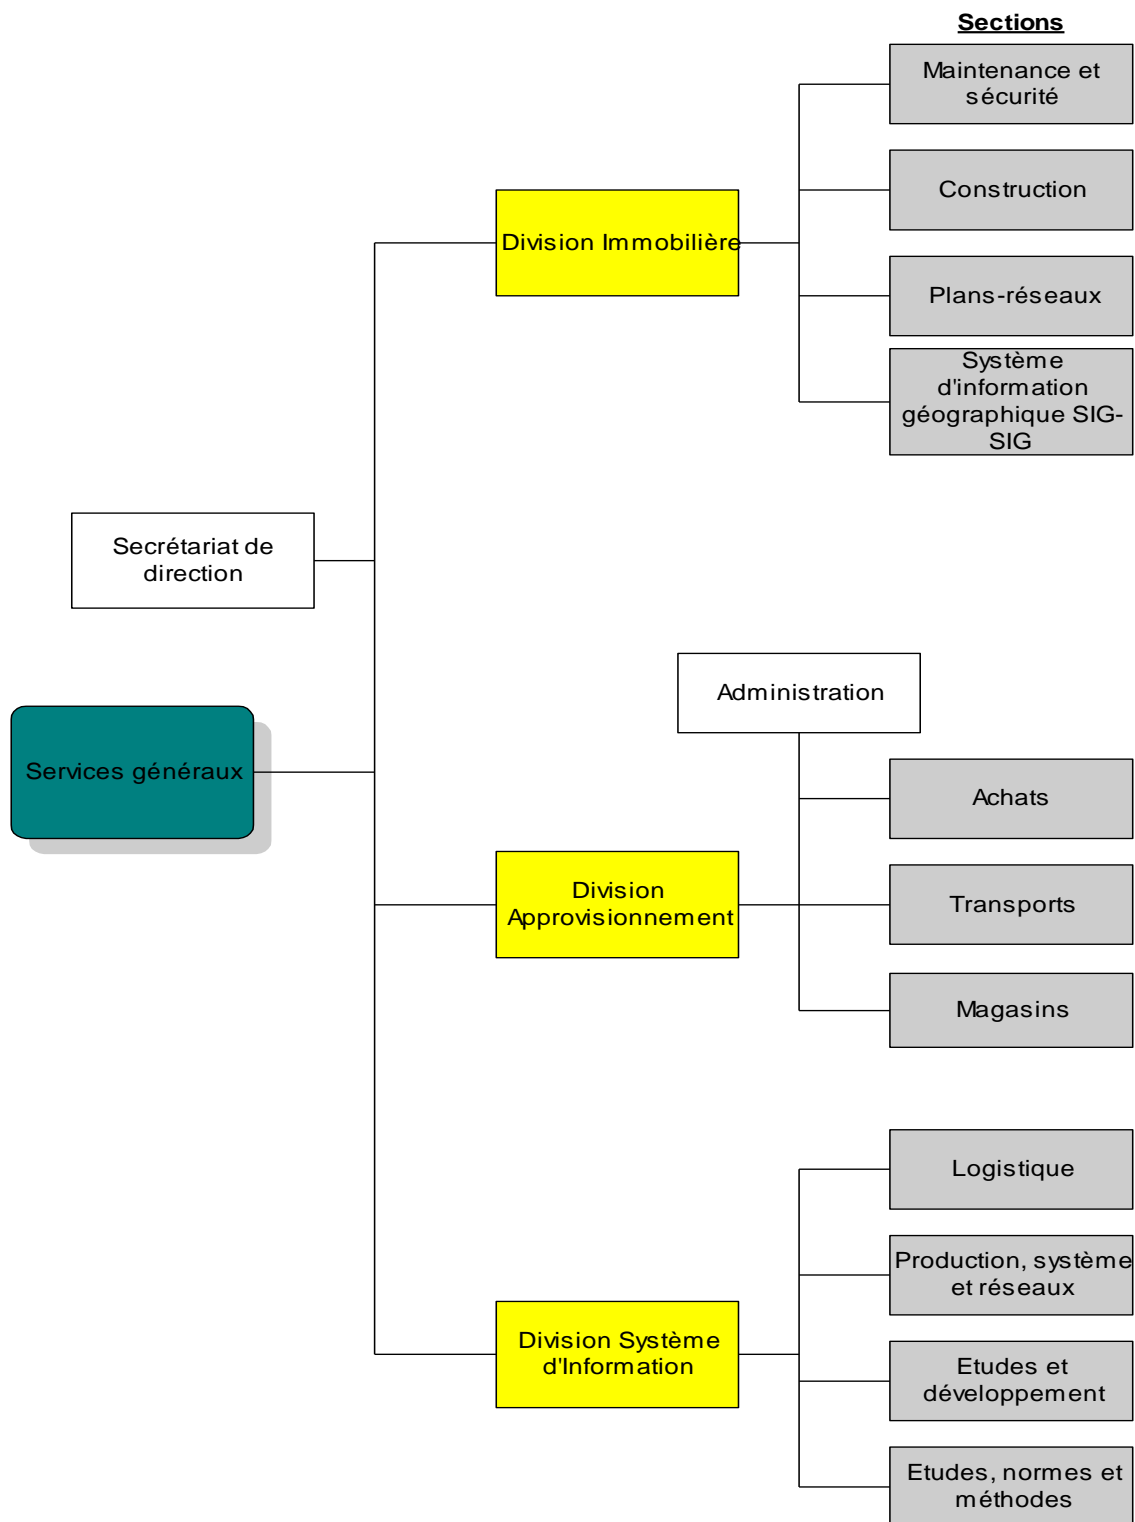 Sections
Maintenance et
sécurité
Construction
Division Immobilière
Plans-réseaux
Système
d'information
géographique SIG-
SIG
Secrétariat de
direction
Administration
Services généraux
Achats
Division
Approvisionnement
Transports
Magasins
Logistique
Production, système
et réseaux
Division Système
d'Information
Etudes et
développement
Etudes, normes et
méthodes